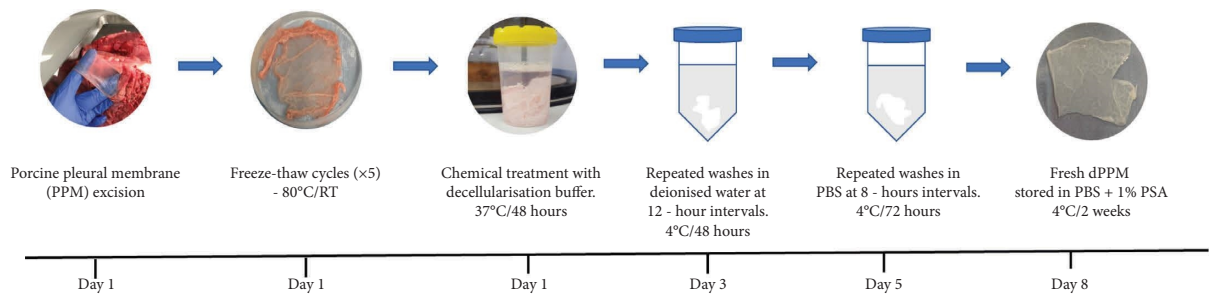 Porcine pleural membrane
(PPM) excision
Freeze-thaw cycles (×5)
- 80°C/RT
Chemical treatment with
decellularisation buffer.
37°C/48 hours
Repeated washes in
deionised water at
12 - hour intervals.
4°C/48 hours
Repeated washes in
PBS at 8 - hours intervals.
4°C/72 hours
Fresh dPPM
stored in PBS + 1% PSA
4°C/2 weeks
Day 1
Day 1
Day 1
Day 3
Day 5
Day 8